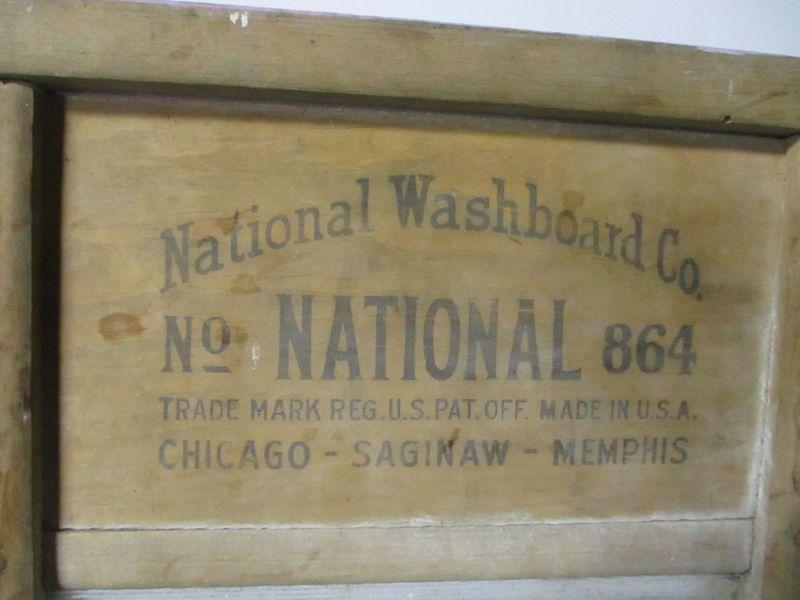 National Washboard Co.
No NATIONAL 864
TRADE MARK REG. U.S. PAT. OFF. MADE IN U.S.A.
CHICAGO - SAGINAW - MEMPHIS